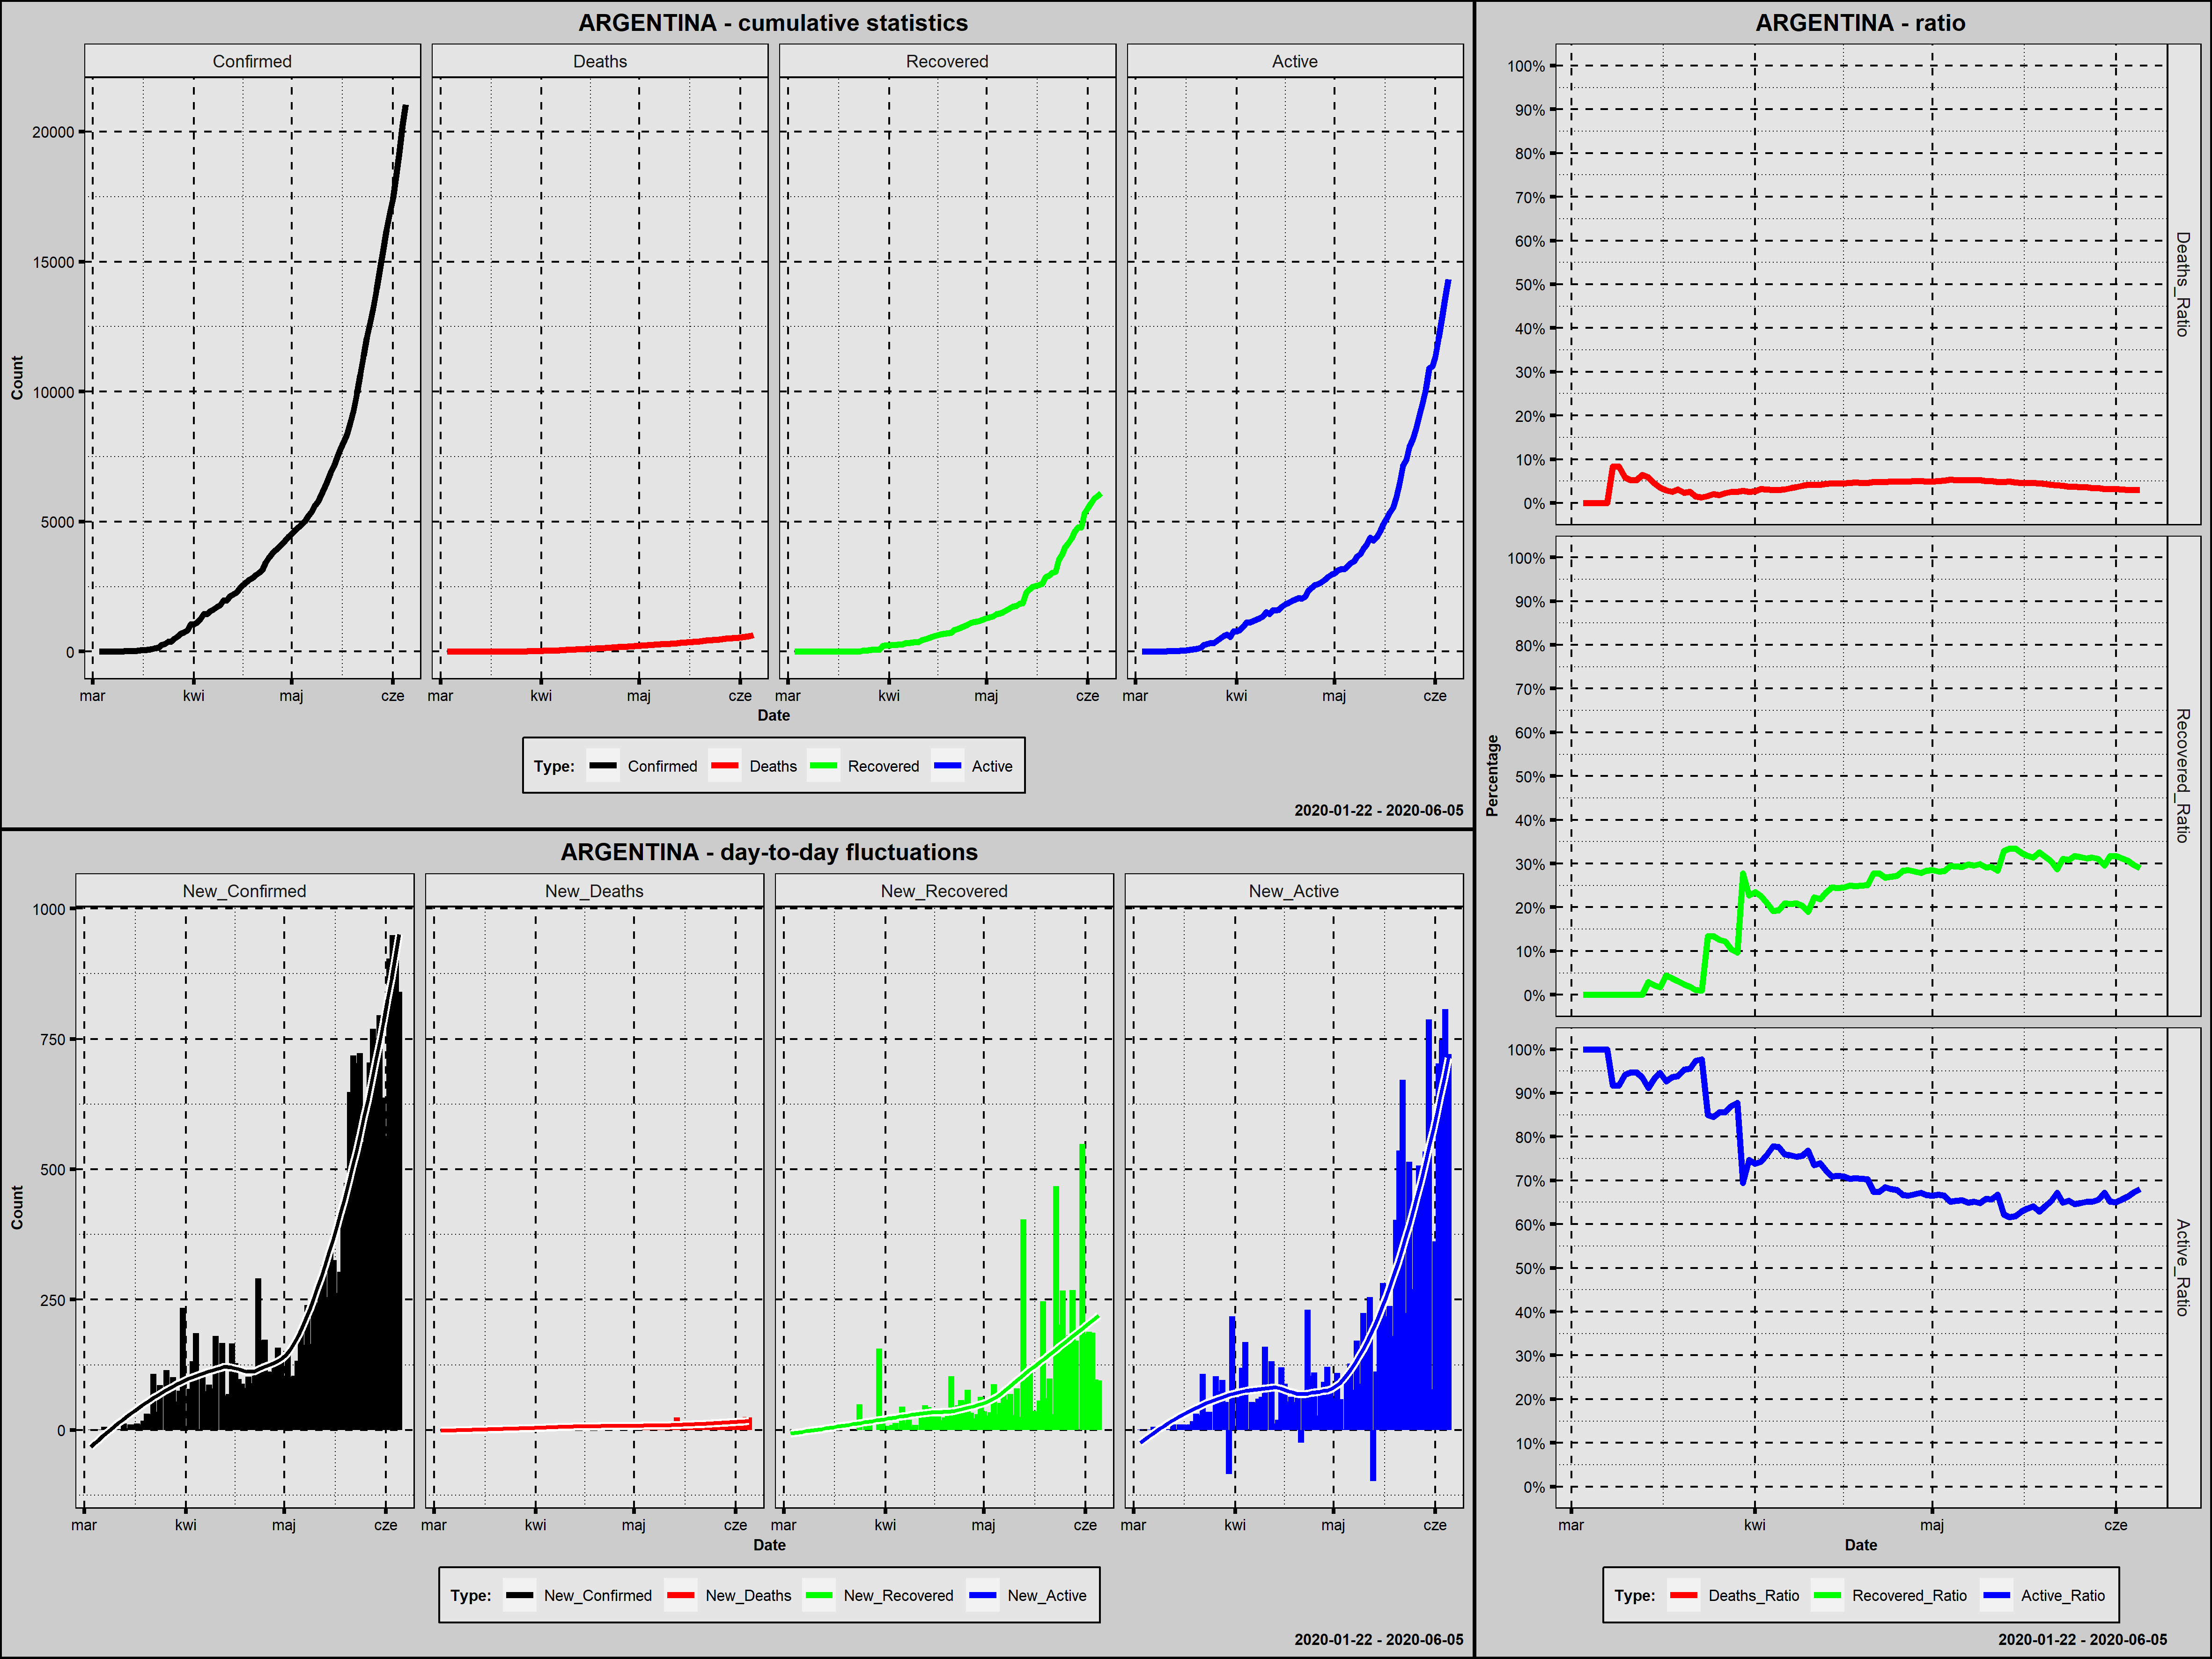 ARGENTINA - cumulative statistics
Confirmed Deaths Recovered Active
Count
20000
15000
10000
5000
0
mar kwi maj cze mar kwi maj cze mar kwi maj cze mar kwi maj cze
Date
Type: Confirmed Deaths Recovered Active
2020-01-22 - 2020-06-05
ARGENTINA - day-to-day fluctuations
New_Confirmed New_Deaths New_Recovered New_Active
Count
1000
750
500
250
0
mar kwi maj cze mar kwi maj cze mar kwi maj cze mar kwi maj cze
Date
Type: New_Confirmed New_Deaths New_Recovered New_Active
2020-01-22 - 2020-06-05
ARGENTINA - ratio
Percentage
100%
90%
80%
70%
60%
50%
40%
30%
20%
10%
0%
Deaths_Ratio
100%
90%
80%
70%
60%
50%
40%
30%
20%
10%
0%
Recovered_Ratio
100%
90%
80%
70%
60%
50%
40%
30%
20%
10%
0%
Active_Ratio
mar kwi maj cze
Date
Type: Deaths_Ratio Recovered_Ratio Active_Ratio
2020-01-22 - 2020-06-05